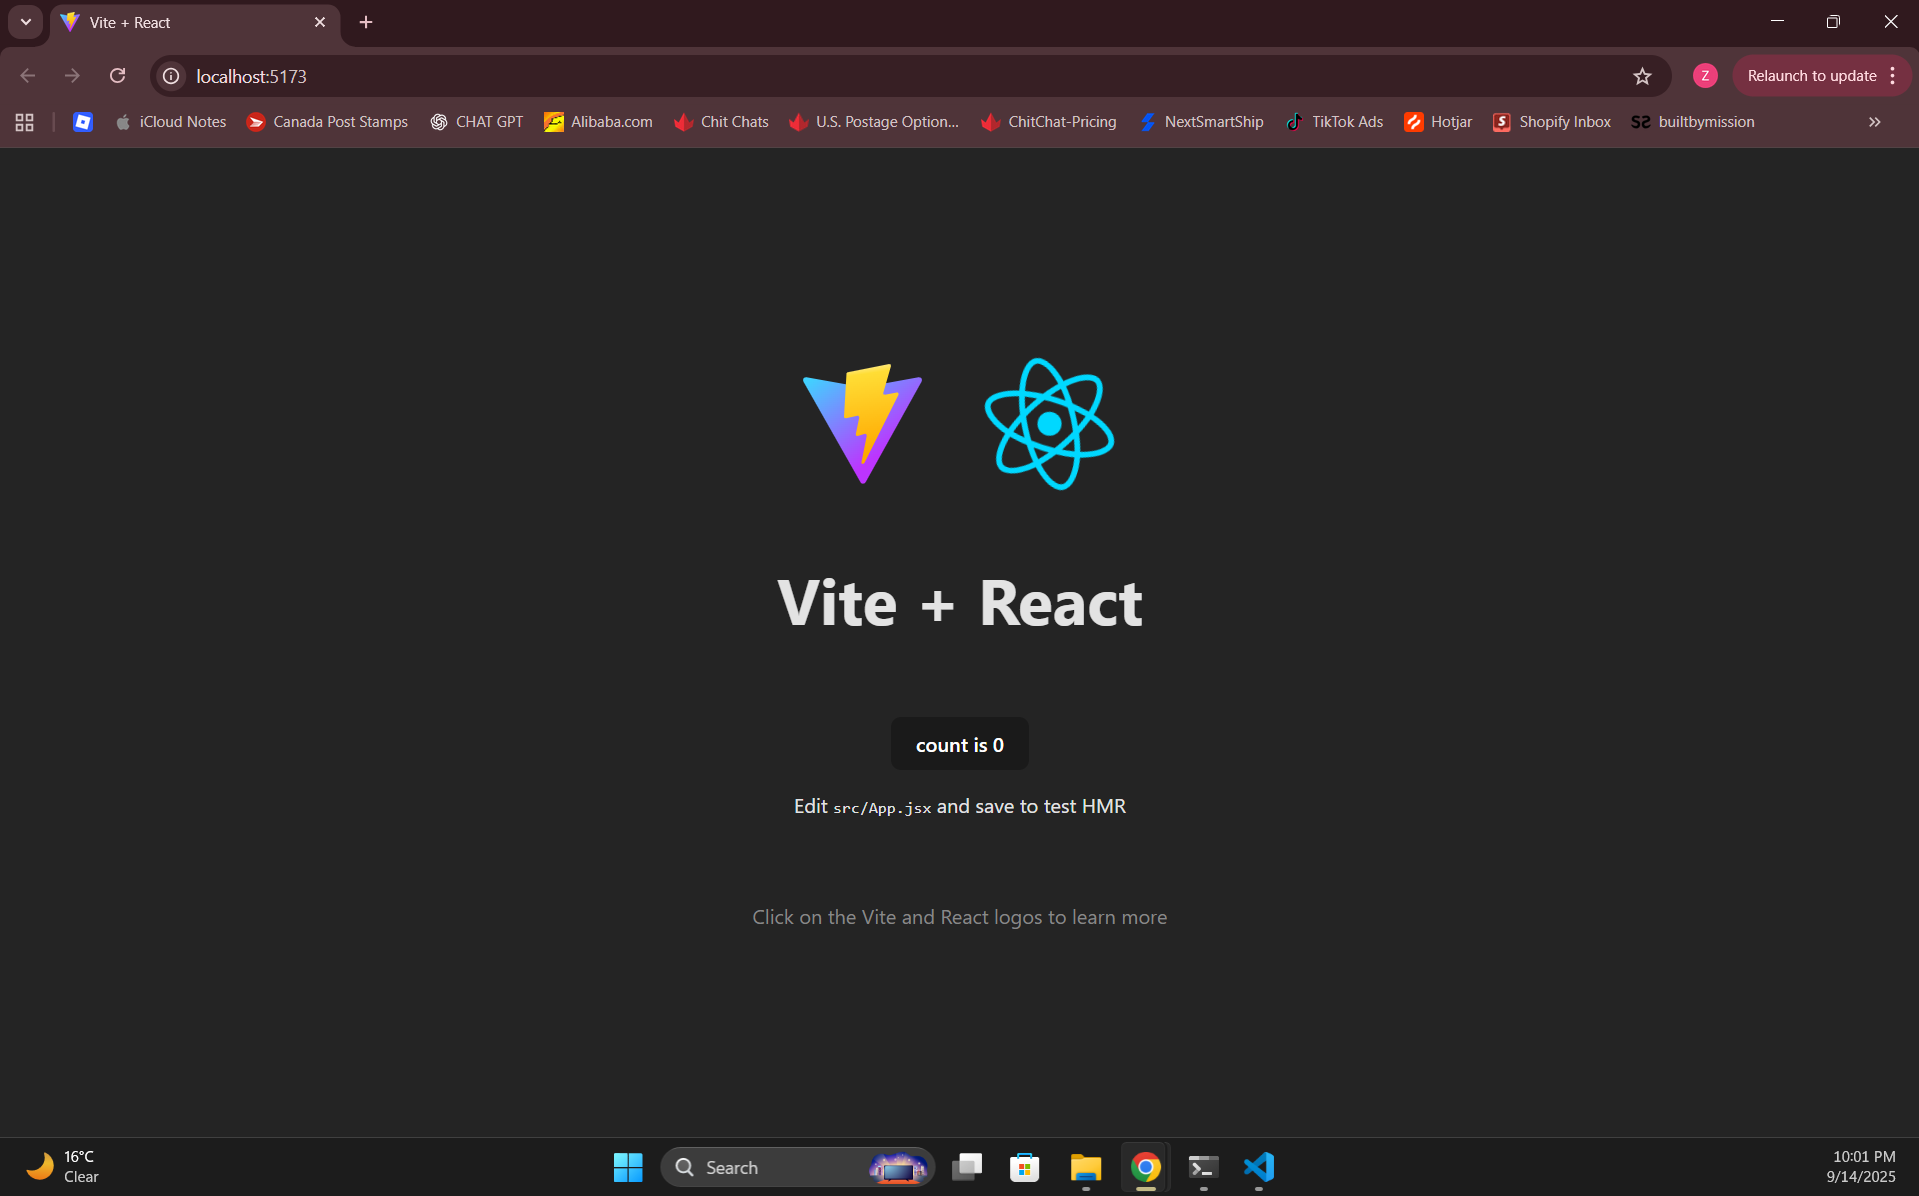 Vite + React
localhost:5173
Z
Relaunch to update
iCloud Notes
Canada Post Stamps
CHAT GPT
Alibaba.com
Chit Chats
U.S. Postage Option...
ChitChat-Pricing
NextSmartShip
TikTok Ads
Hotjar
Shopify Inbox
builtbymission
Vite + React
count is 0
Edit src/App.jsx and save to test HMR
Click on the Vite and React logos to learn more
16°C
Clear
Search
10:01 PM
9/14/2025